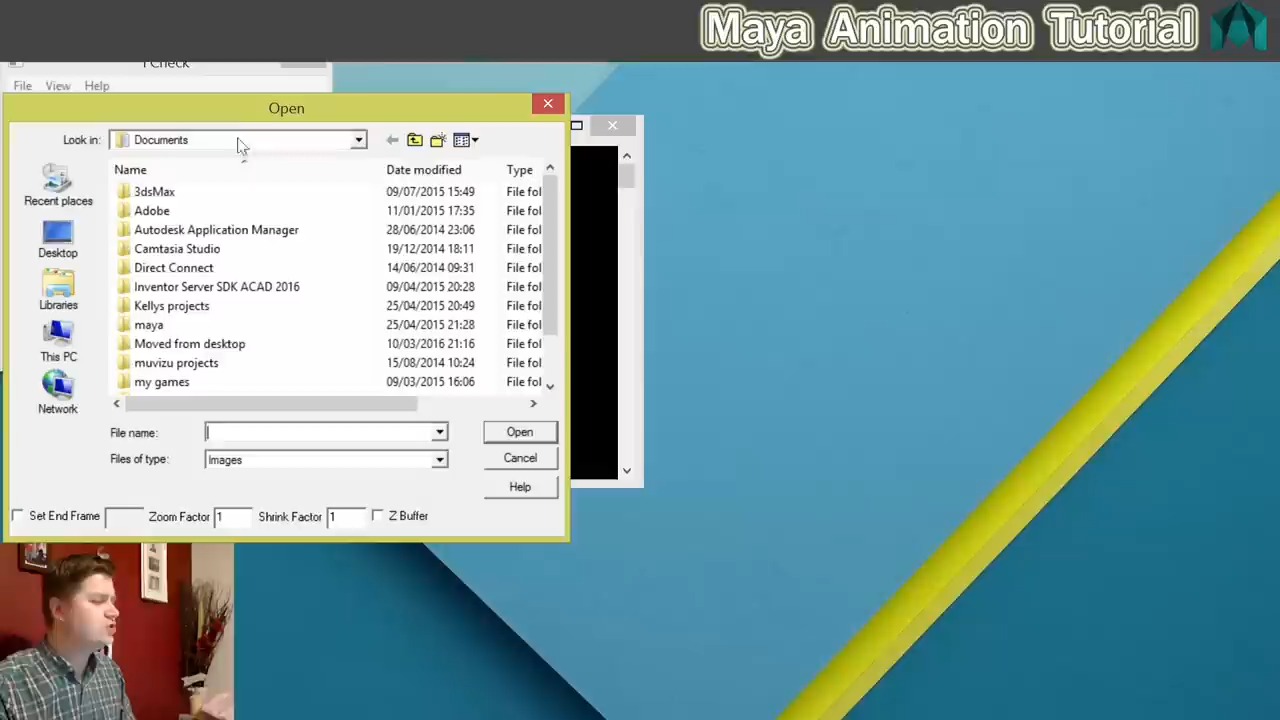 Maya Animation Tutorial
FCheck
File View Help
Open
Look in: Documents
Name Date modified Type
3dsMax 09/07/2015 15:49 File fol
Adobe 11/01/2015 17:35 File fol
Autodesk Application Manager 28/06/2014 23:06 File fol
Camtasia Studio 19/12/2014 18:11 File fol
Direct Connect 14/06/2014 09:31 File fol
Inventor Server SDK ACAD 2016 09/04/2015 20:28 File fol
Kellys projects 25/04/2015 20:49 File fol
maya 25/04/2015 21:28 File fol
Moved from desktop 10/03/2016 21:16 File fol
muvizu projects 15/08/2014 10:24 File fol
my games 09/03/2015 16:06 File fol
Recent places
Desktop
Libraries
This PC
Network
File name: Open
Files of type: Images Cancel
Help
Set End Frame Zoom Factor 1 Shrink Factor 1 Z Buffer